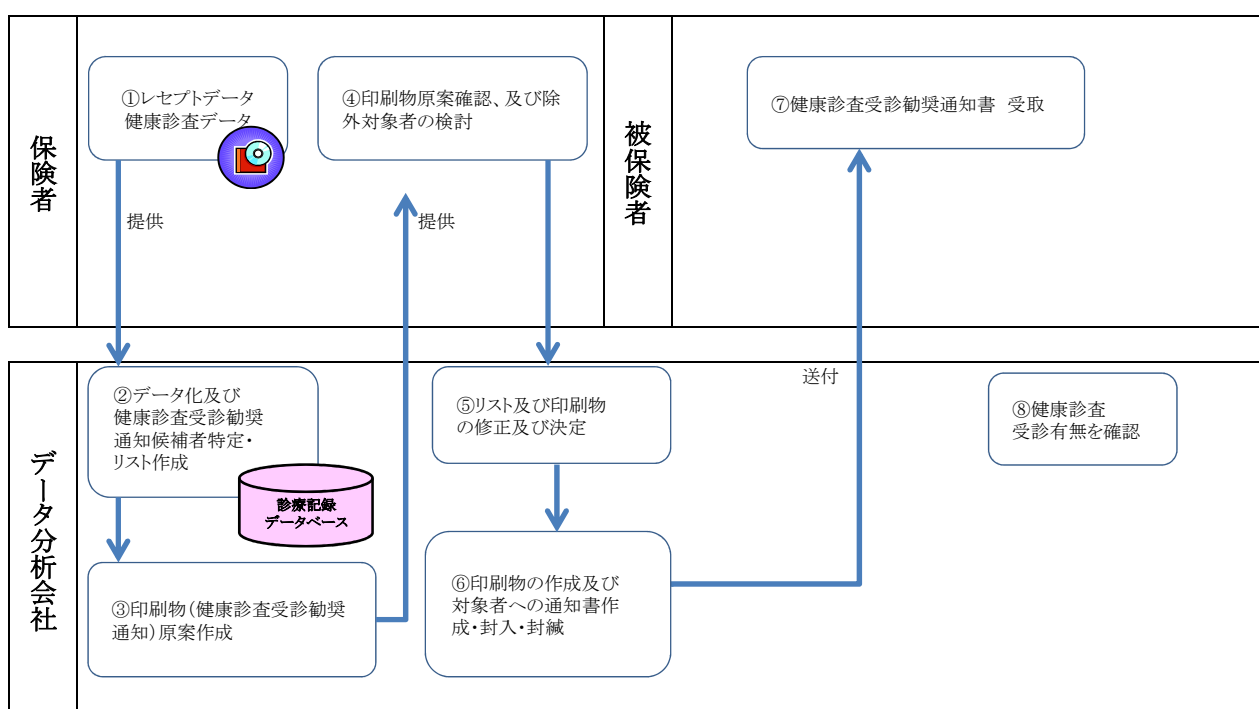 保険者
①レセプトデータ
健康診査データ
④印刷物原案確認、及び除
外対象者の検討
被保険者
⑦健康診査受診勧奨通知書 受取
提供
提供
データ分析会社
②データ化及び
健康診査受診勧奨
通知候補者特定・
リスト作成
診療記録
データベース
③印刷物(健康診査受診勧奨
通知)原案作成
⑤リスト及び印刷物
の修正及び決定
⑥印刷物の作成及び
対象者への通知書作
成・封入・封緘
送付
⑧健康診査
受診有無を確認